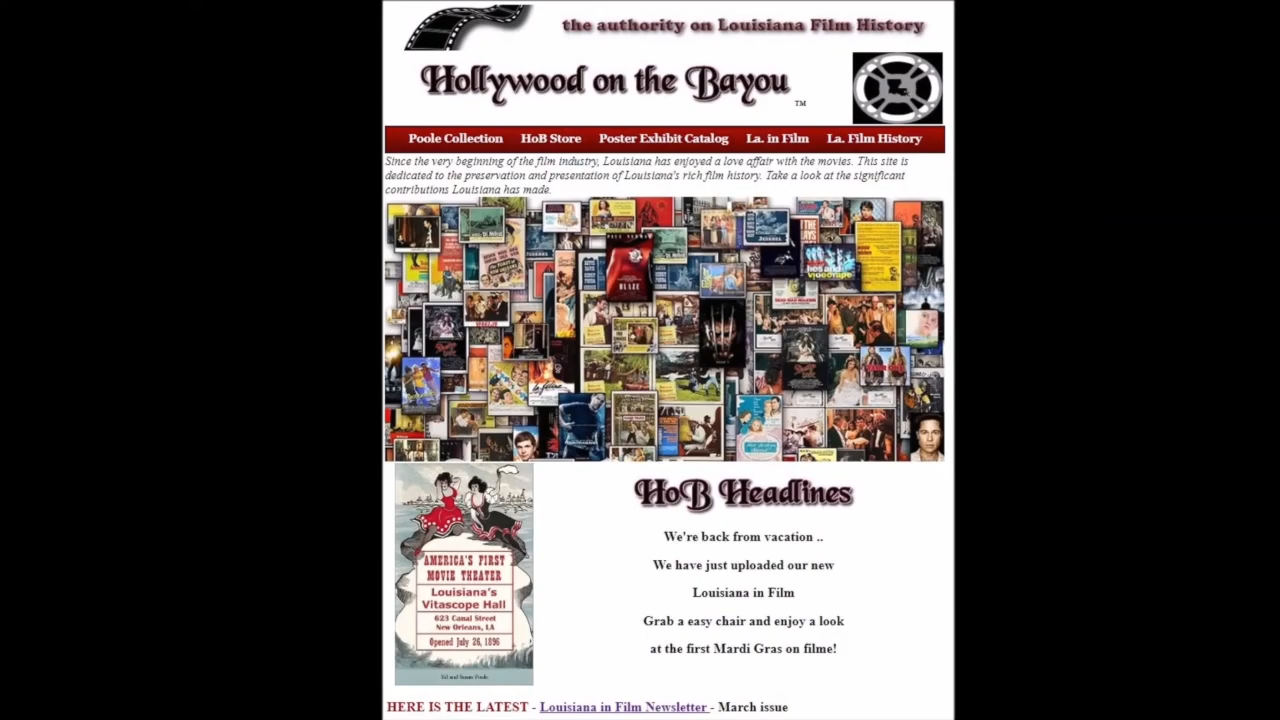 the authority on Louisiana Film History
Hollywood on the Bayou
TM
Poole Collection HoB Store Poster Exhibit Catalog La. in Film La. Film History
Since the very beginning of the film industry, Louisiana has enjoyed a love affair with the movies. This site is
dedicated to the preservation and presentation of Louisiana's rich film history. Take a look at the significant
contributions Louisiana has made.
BLAZE
AMERICA'S FIRST
MOVIE THEATER
Louisiana's
Vitascope Hall
623 Canal Street
New Orleans, LA
Opened July 26, 1896
Ed and Susan Poole
HoB Headlines
We're back from vacation ..
We have just uploaded our new
Louisiana in Film
Grab a easy chair and enjoy a look
at the first Mardi Gras on filme!
HERE IS THE LATEST - Louisiana in Film Newsletter - March issue